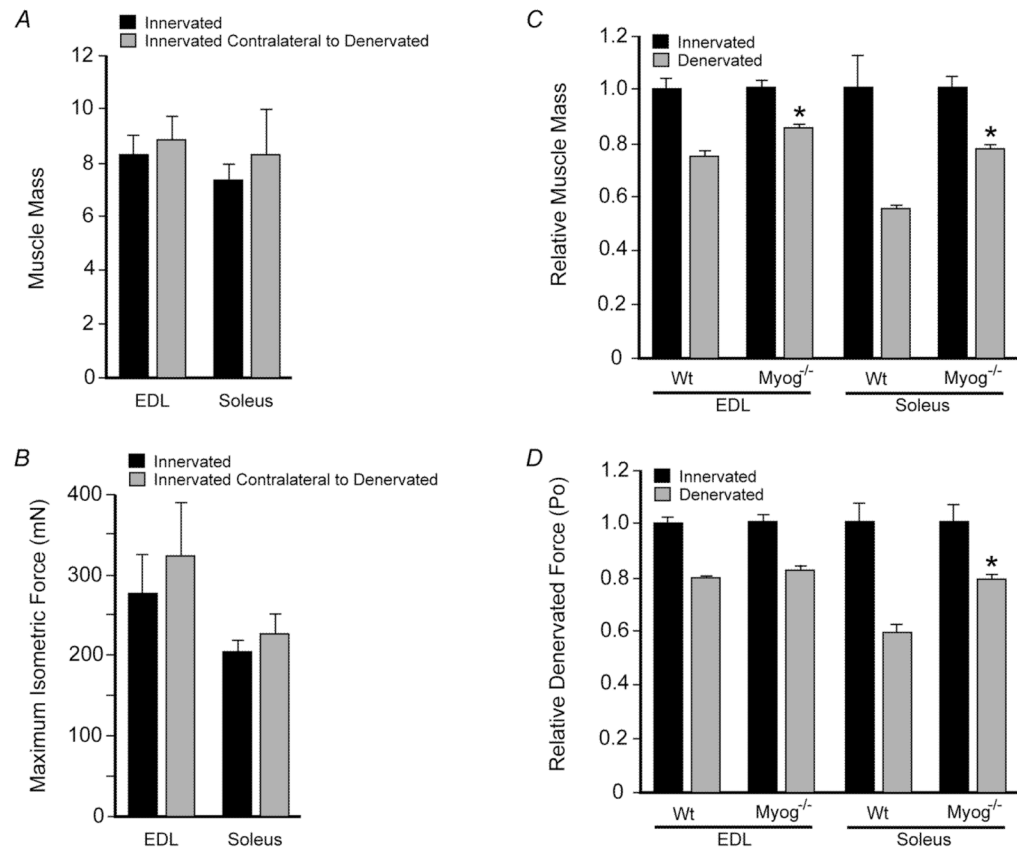 A
Innervated
Innervated Contralateral to Denervated
Muscle Mass
12
10
8
6
4
2
0
EDL Soleus
B
Innervated
Innervated Contralateral to Denervated
Maximum Isometric Force (mN)
400
300
200
100
0
EDL Soleus
C
Innervated
Denervated
Relative Muscle Mass
1.2
1.0
0.8
0.6
0.4
0.2
0
* *
Wt Myog-/- Wt Myog-/-
EDL Soleus
D
Innervated
Denervated
Relative Denervated Force (Po)
1.2
1.0
0.8
0.6
0.4
0.2
0
*
Wt Myog-/- Wt Myog-/-
EDL Soleus